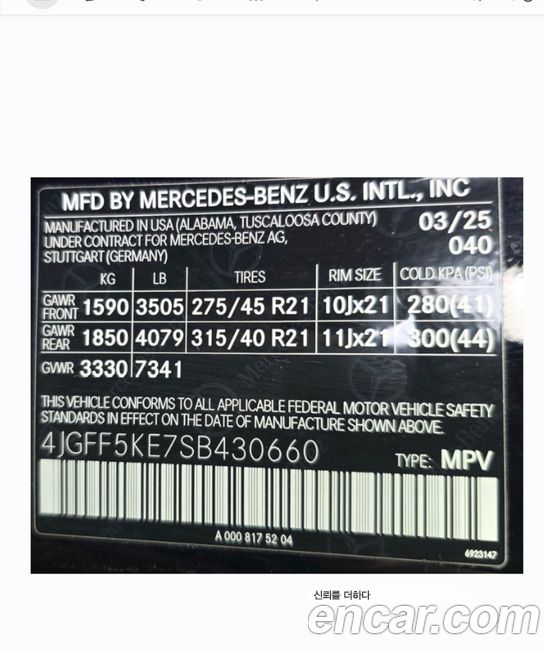 MFD BY MERCEDES-BENZ U.S. INTL., INC
MANUFACTURED IN USA (ALABAMA, TUSCALOOSA COUNTY) 03/25
UNDER CONTRACT FOR MERCEDES-BENZ AG, 040
STUTTGART (GERMANY)
KG LB TIRES RIM SIZE COLD KPA (PSI)
GAWR FRONT 1590 3505 275/45 R21 10Jx21 280(41)
GAWR REAR 1850 4079 315/40 R21 11Jx21 300(44)
GVWR 3330 7341
THIS VEHICLE CONFORMS TO ALL APPLICABLE FEDERAL MOTOR VEHICLE SAFETY
STANDARDS IN EFFECT ON THE DATE OF MANUFACTURE SHOWN ABOVE.
4JGFF5KE7SB430660 TYPE: MPV
A 000 817 52 04
6923147
신뢰를 더하다
encar.com